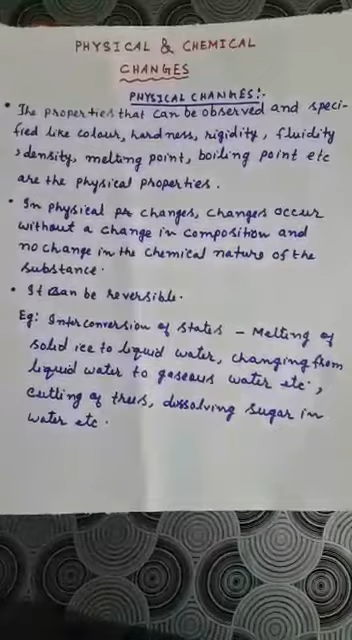 PHYSICAL & CHEMICAL
CHANGES
PHYSICAL CHANGES:-
• The properties that can be observed and speci-
fied like colour, hardness, rigidity, fluidity
, density, melting point, boiling point etc
are the physical properties.
• In physical changes, changes occur
without a change in composition and
no change in the chemical nature of the
substance.
• It can be reversible.
Eg: Interconversion of states - Melting of
solid ice to liquid water, changing from
liquid water to gaseous water etc.,
Cutting of trees, dissolving sugar in
water etc.